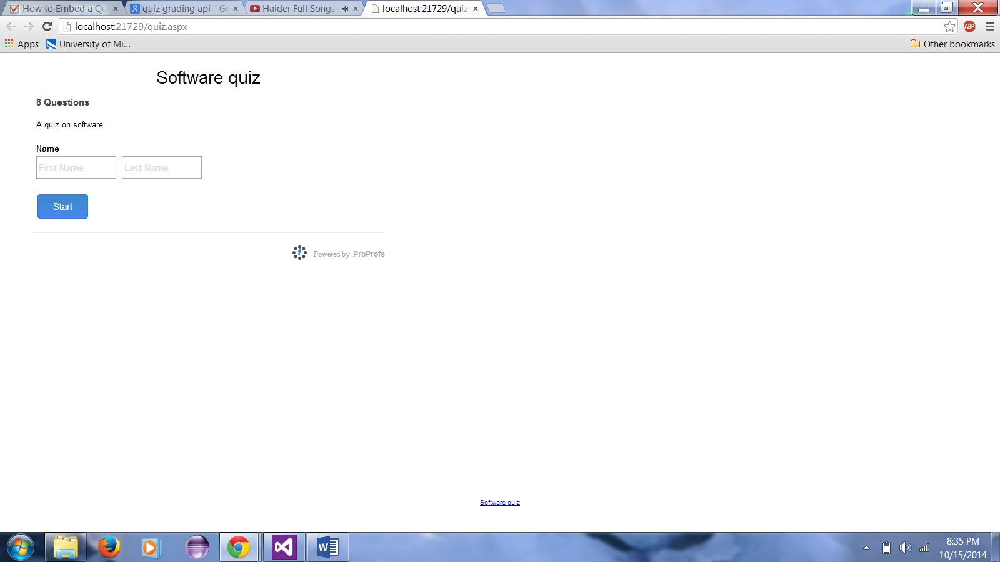 How to Embed a Qu
quiz grading api - Go
Haider Full Songs
localhost:21729/quiz
localhost:21729/quiz.aspx
ABP
Apps
University of Mi...
Other bookmarks
Software quiz
6 Questions
A quiz on software
Name
First Name Last Name
Start
Powered by ProProfs
Software quiz
8:35 PM
10/15/2014